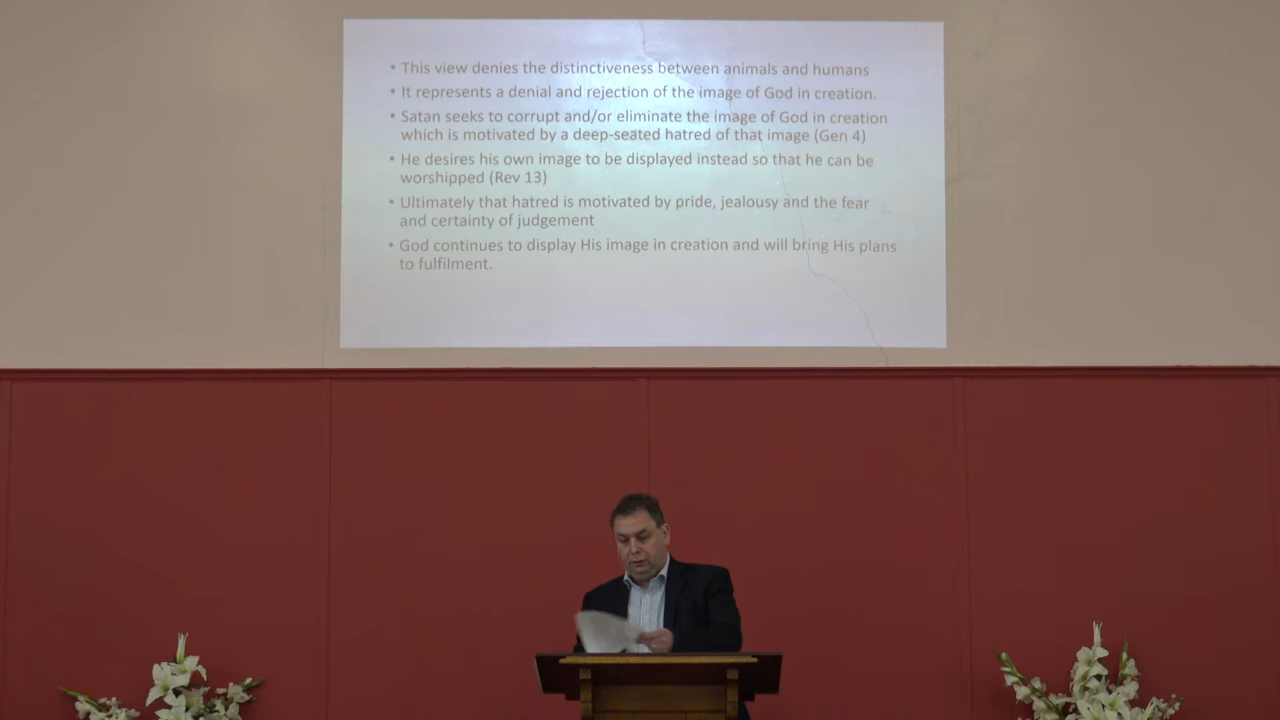 • This view denies the distinctiveness between animals and humans
• It represents a denial and rejection of the image of God in creation.
• Satan seeks to corrupt and/or eliminate the image of God in creation
which is motivated by a deep-seated hatred of that image (Gen 4)
• He desires his own image to be displayed instead so that he can be
worshipped (Rev 13)
• Ultimately that hatred is motivated by pride, jealousy and the fear
and certainty of judgement
• God continues to display His image in creation and will bring His plans
to fulfilment.